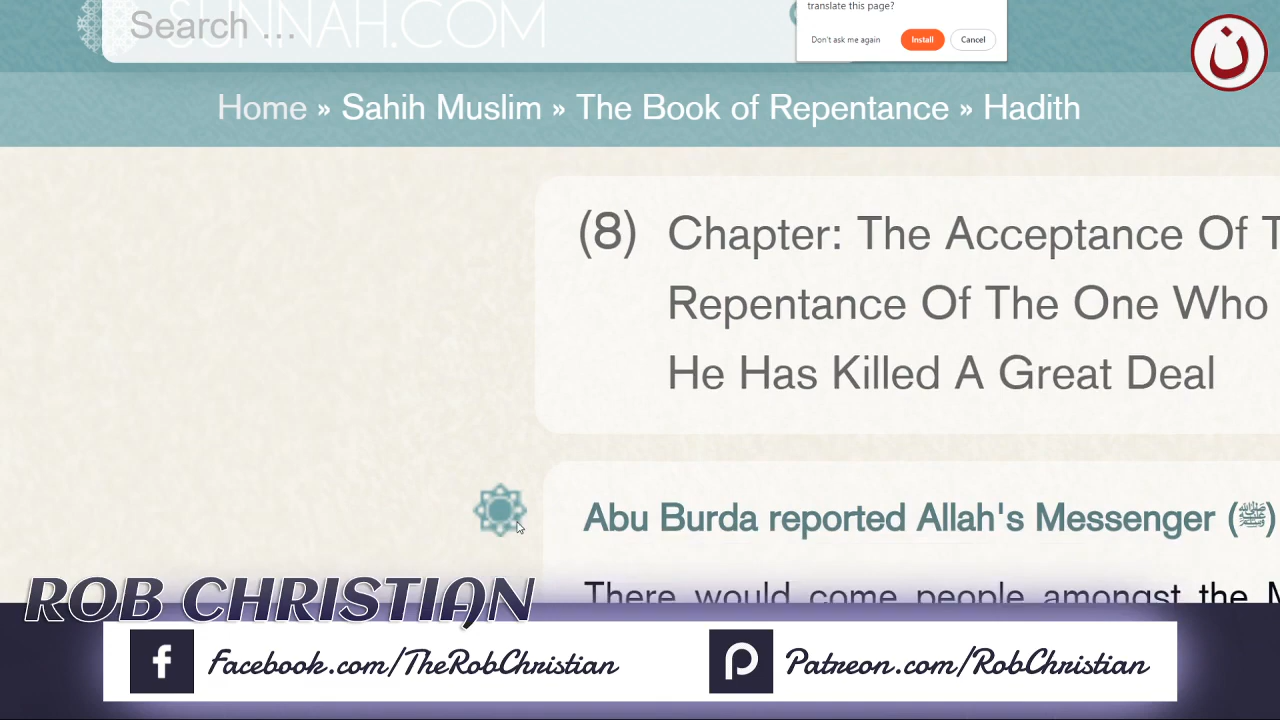 translate this page?
Search ...
SUNNAH.COM
Don't ask me again
Install
Cancel
ن
Home » Sahih Muslim » The Book of Repentance » Hadith
(8) Chapter: The Acceptance Of T
Repentance Of The One Who
He Has Killed A Great Deal
Abu Burda reported Allah's Messenger (ﷺ)
There would come people amongst the M
ROB CHRISTIAN
Facebook.com/TheRobChristian
Patreon.com/RobChristian